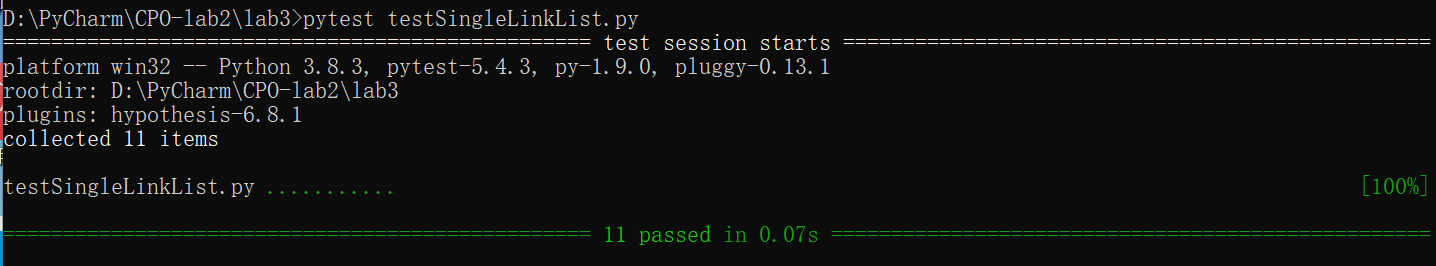 D:\PyCharm\CPO-lab2\lab3>pytest testSingleLinkList.py
================================================= test session starts =================================================
platform win32 -- Python 3.8.3, pytest-5.4.3, py-1.9.0, pluggy-0.13.1
rootdir: D:\PyCharm\CPO-lab2\lab3
plugins: hypothesis-6.8.1
collected 11 items
testSingleLinkList.py ........... [100%]
================================================= 11 passed in 0.07s ==================================================